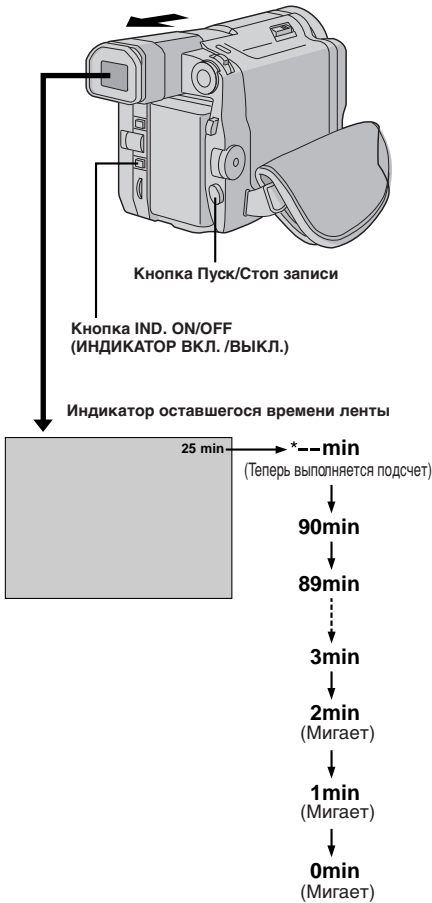 Кнопка Пуск/Стоп записи
Кнопка IND. ON/OFF
(ИНДИКАТОР ВКЛ. /ВЫКЛ.)
Индикатор оставшегося времени ленты
25 min
*--min
(Теперь выполняется подсчет)
90min
89min
3min
2min
(Мигает)
1min
(Мигает)
0min
(Мигает)